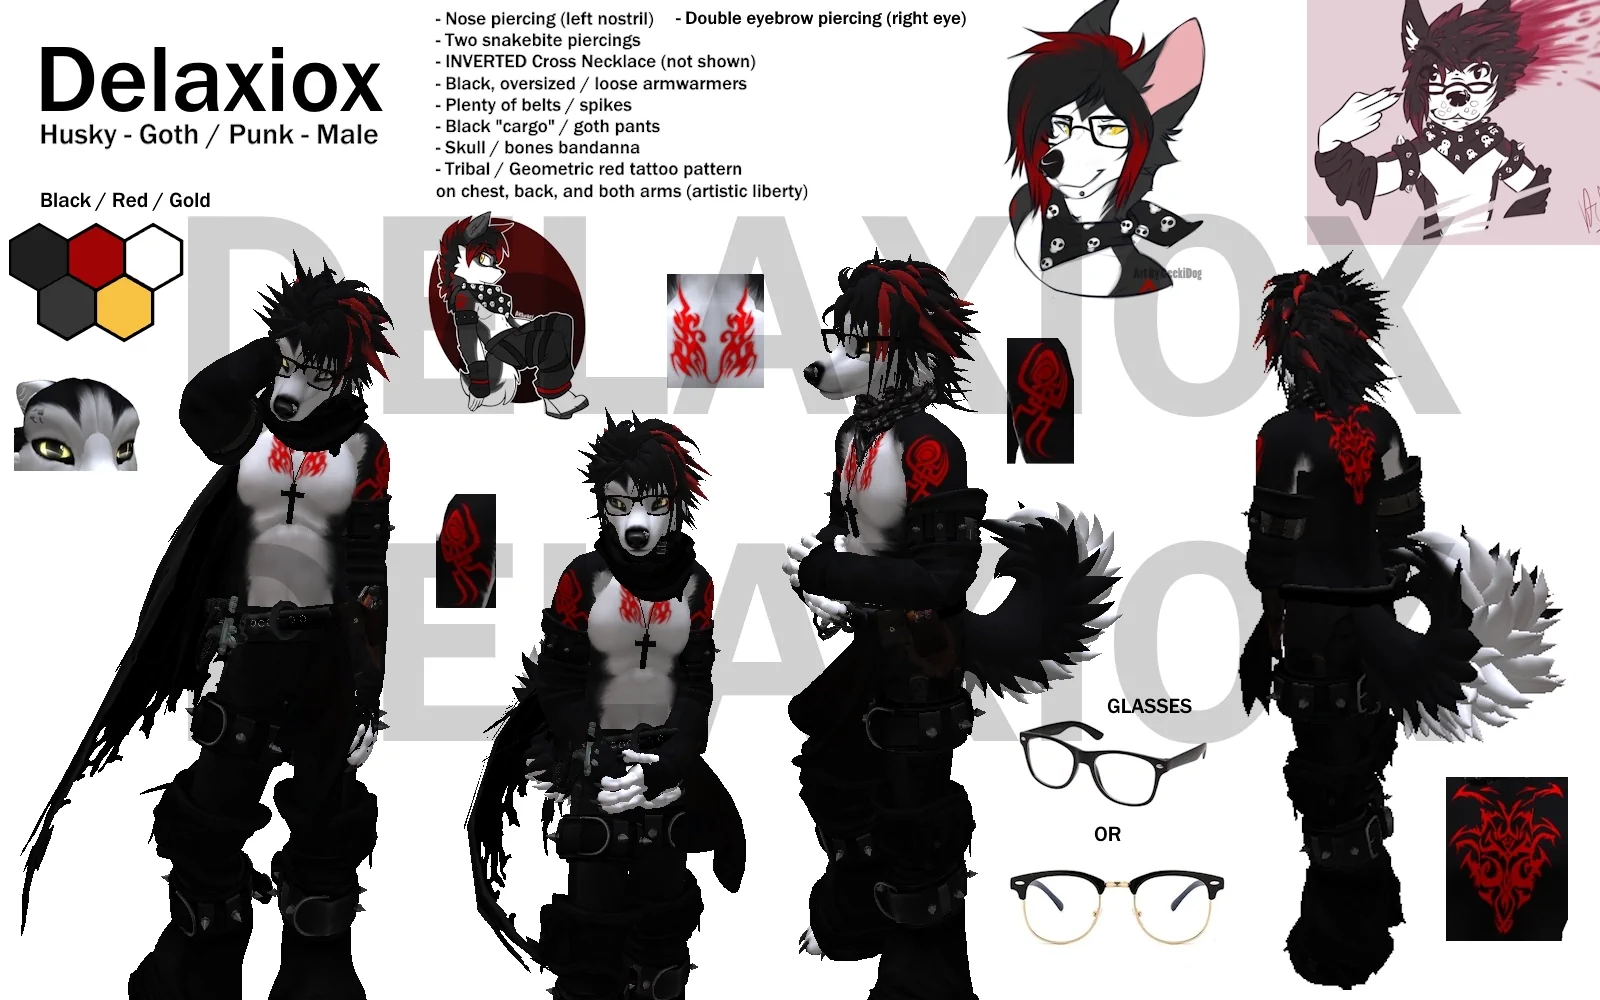 Delaxiox
Husky - Goth / Punk - Male
Black / Red / Gold
- Nose piercing (left nostril) - Double eyebrow piercing (right eye)
- Two snakebite piercings
- INVERTED Cross Necklace (not shown)
- Black, oversized / loose armwarmers
- Plenty of belts / spikes
- Black "cargo" / goth pants
- Skull / bones bandanna
- Tribal / Geometric red tattoo pattern
on chest, back, and both arms (artistic liberty)
DELAXIOX
Art By GeekiDog
DELAXIOX
GLASSES
OR